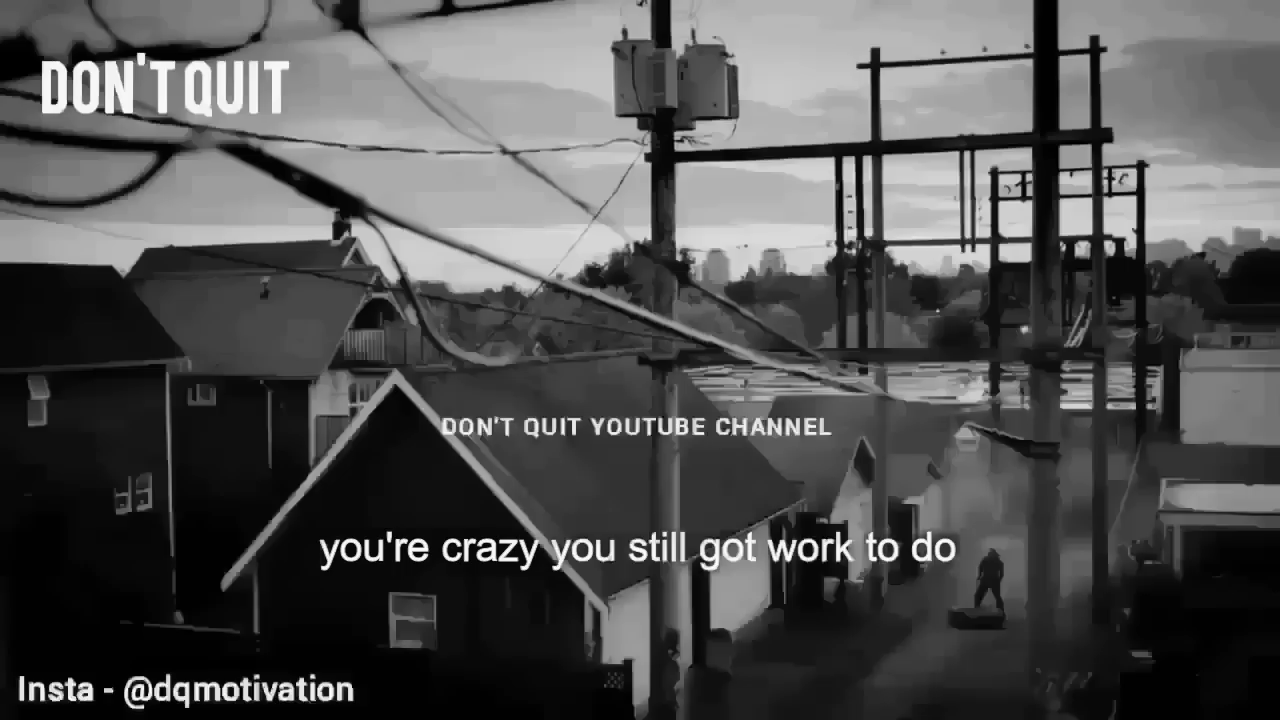 DON'T QUIT
DON'T QUIT YOUTUBE CHANNEL
you're crazy you still got work to do
Insta - @dqmotivation